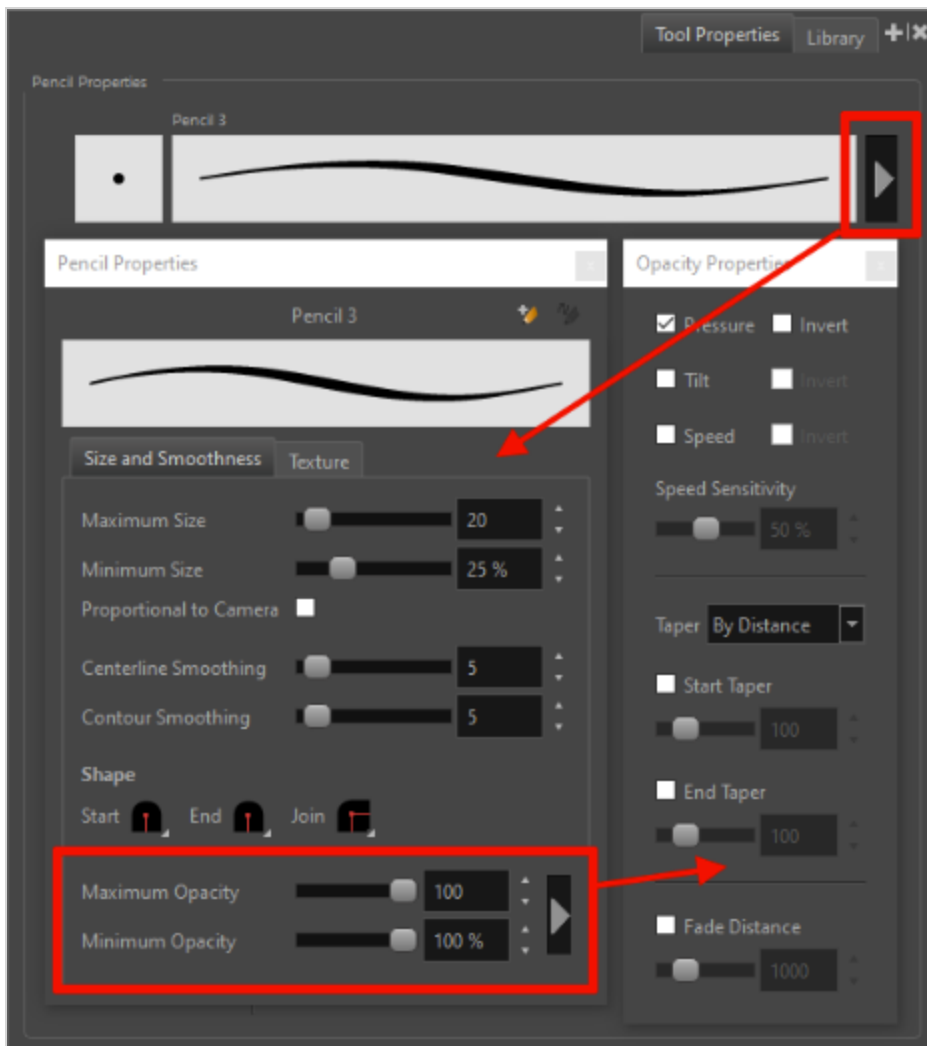 Tool Properties Library
Pencil Properties
Pencil 3
Pencil Properties
Pencil 3
Size and Smoothness Texture
Maximum Size 20
Minimum Size 25 %
Proportional to Camera
Centerline Smoothing 5
Contour Smoothing 5
Shape
Start End Join
Maximum Opacity 100
Minimum Opacity 100 %
Opacity Properties
Pressure Invert
Tilt Invert
Speed Invert
Speed Sensitivity
50 %
Taper By Distance
Start Taper
100
End Taper
100
Fade Distance
1000